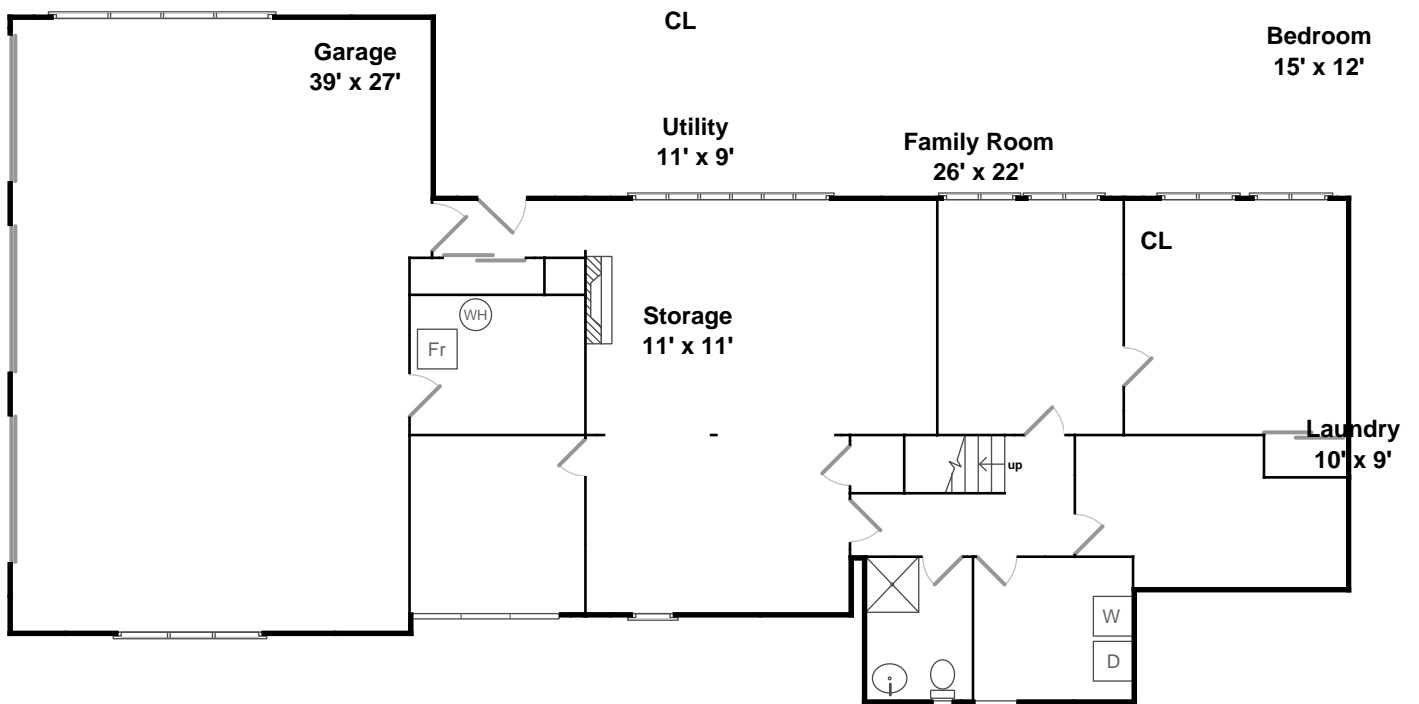 CL
Bedroom
15' x 12'
Garage
39' x 27'
Utility
11' x 9'
Family Room
26' x 22'
CL
WH
Fr
Storage
11' x 11'
Laundry
10' x 9'
up
W
D